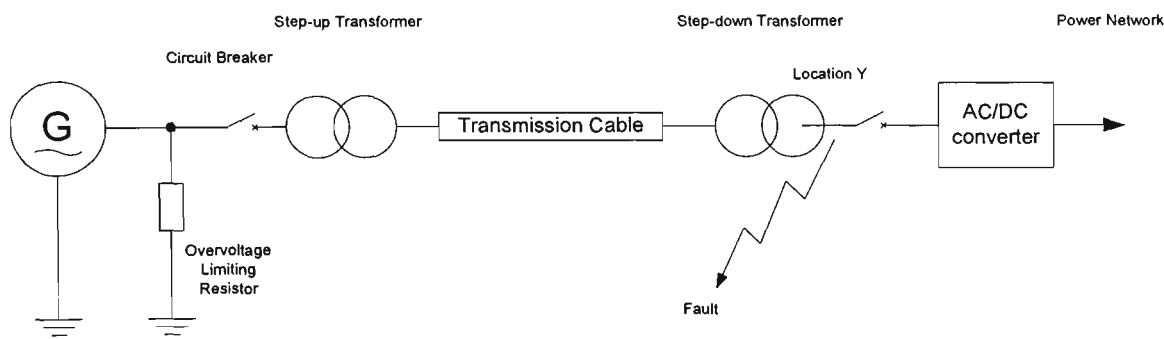 Step-up Transformer
Step-down Transformer
Power Network
Circuit Breaker
Location Y
G
Transmission Cable
AC/DC
converter
Overvoltage
Limiting
Resistor
Fault